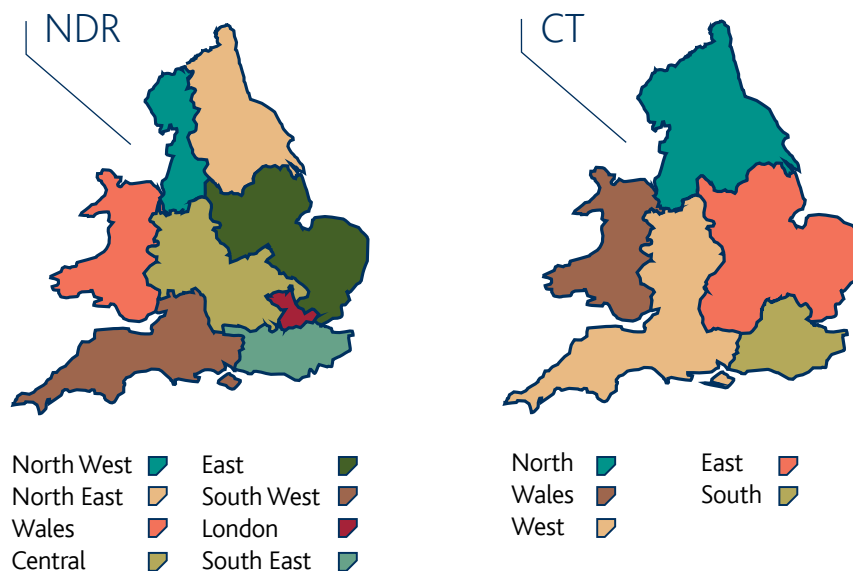 NDR
North West
North East
Wales
Central
East
South West
London
South East
CT
North
Wales
West
East
South